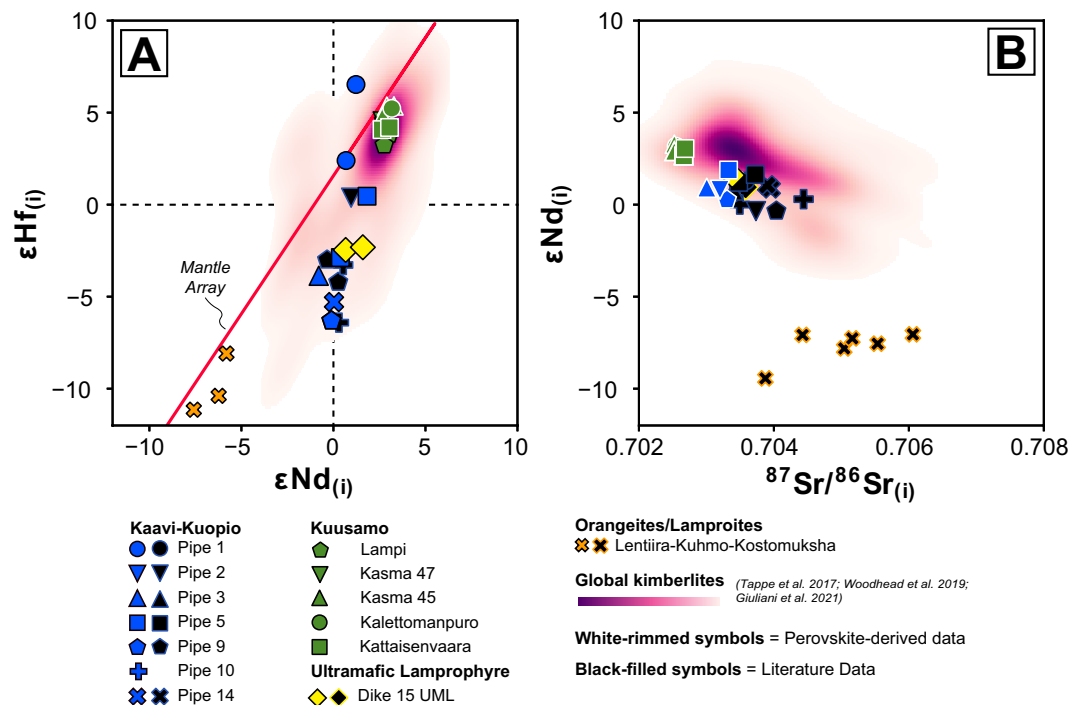 A
10
5
0
−5
−10
εHf(i)
Mantle
Array
−10
−5
0
5
10
εNd(i)
B
10
5
0
−5
−10
εNd(i)
0.702
0.704
0.706
0.708
87Sr/86Sr(i)
Kaavi-Kuopio
Pipe 1
Pipe 2
Pipe 3
Pipe 5
Pipe 9
Pipe 10
Pipe 14
Kuusamo
Lampi
Kasma 47
Kasma 45
Kalettomanpuro
Kattaisenvaara
Ultramafic Lamprophyre
Dike 15 UML
Orangeites/Lamproites
Lentiira-Kuhmo-Kostomuksha
Global kimberlites
(Tappe et al. 2017; Woodhead et al. 2019;
Giuliani et al. 2021)
White-rimmed symbols = Perovskite-derived data
Black-filled symbols = Literature Data